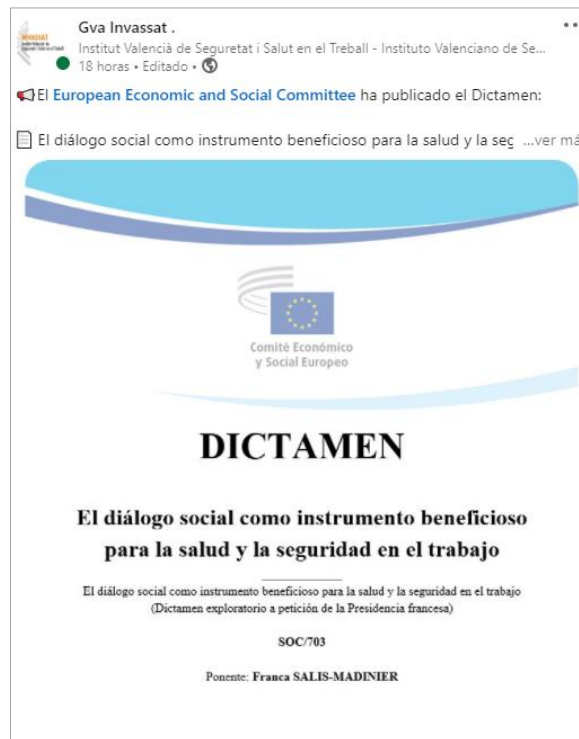 INVASSAT
Gva Invassat .
Institut Valencià de Seguretat i Salut en el Treball - Instituto Valenciano de Se...
18 horas • Editado •
El European Economic and Social Committee ha publicado el Dictamen:
El diálogo social como instrumento beneficioso para la salud y la seg ...ver má
Comité Económico
y Social Europeo
DICTAMEN
El diálogo social como instrumento beneficioso
para la salud y la seguridad en el trabajo
El diálogo social como instrumento beneficioso para la salud y la seguridad en el trabajo
(Dictamen exploratorio a petición de la Presidencia francesa)
SOC/703
Ponente: Franca SALIS-MADINIER